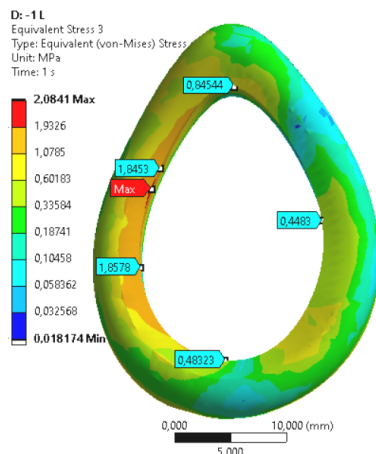 D: -1 L
Equivalent Stress 3
Type: Equivalent (von-Mises) Stress
Unit: MPa
Time: 1 s
2,0841 Max
1,9326
1,0785
0,60183
0,33584
0,18741
0,10458
0,058362
0,032568
0,018174 Min
0,84544
1,8453
Max
0,4483
1,8578
0,48323
0,000
10,000 (mm)
5,000